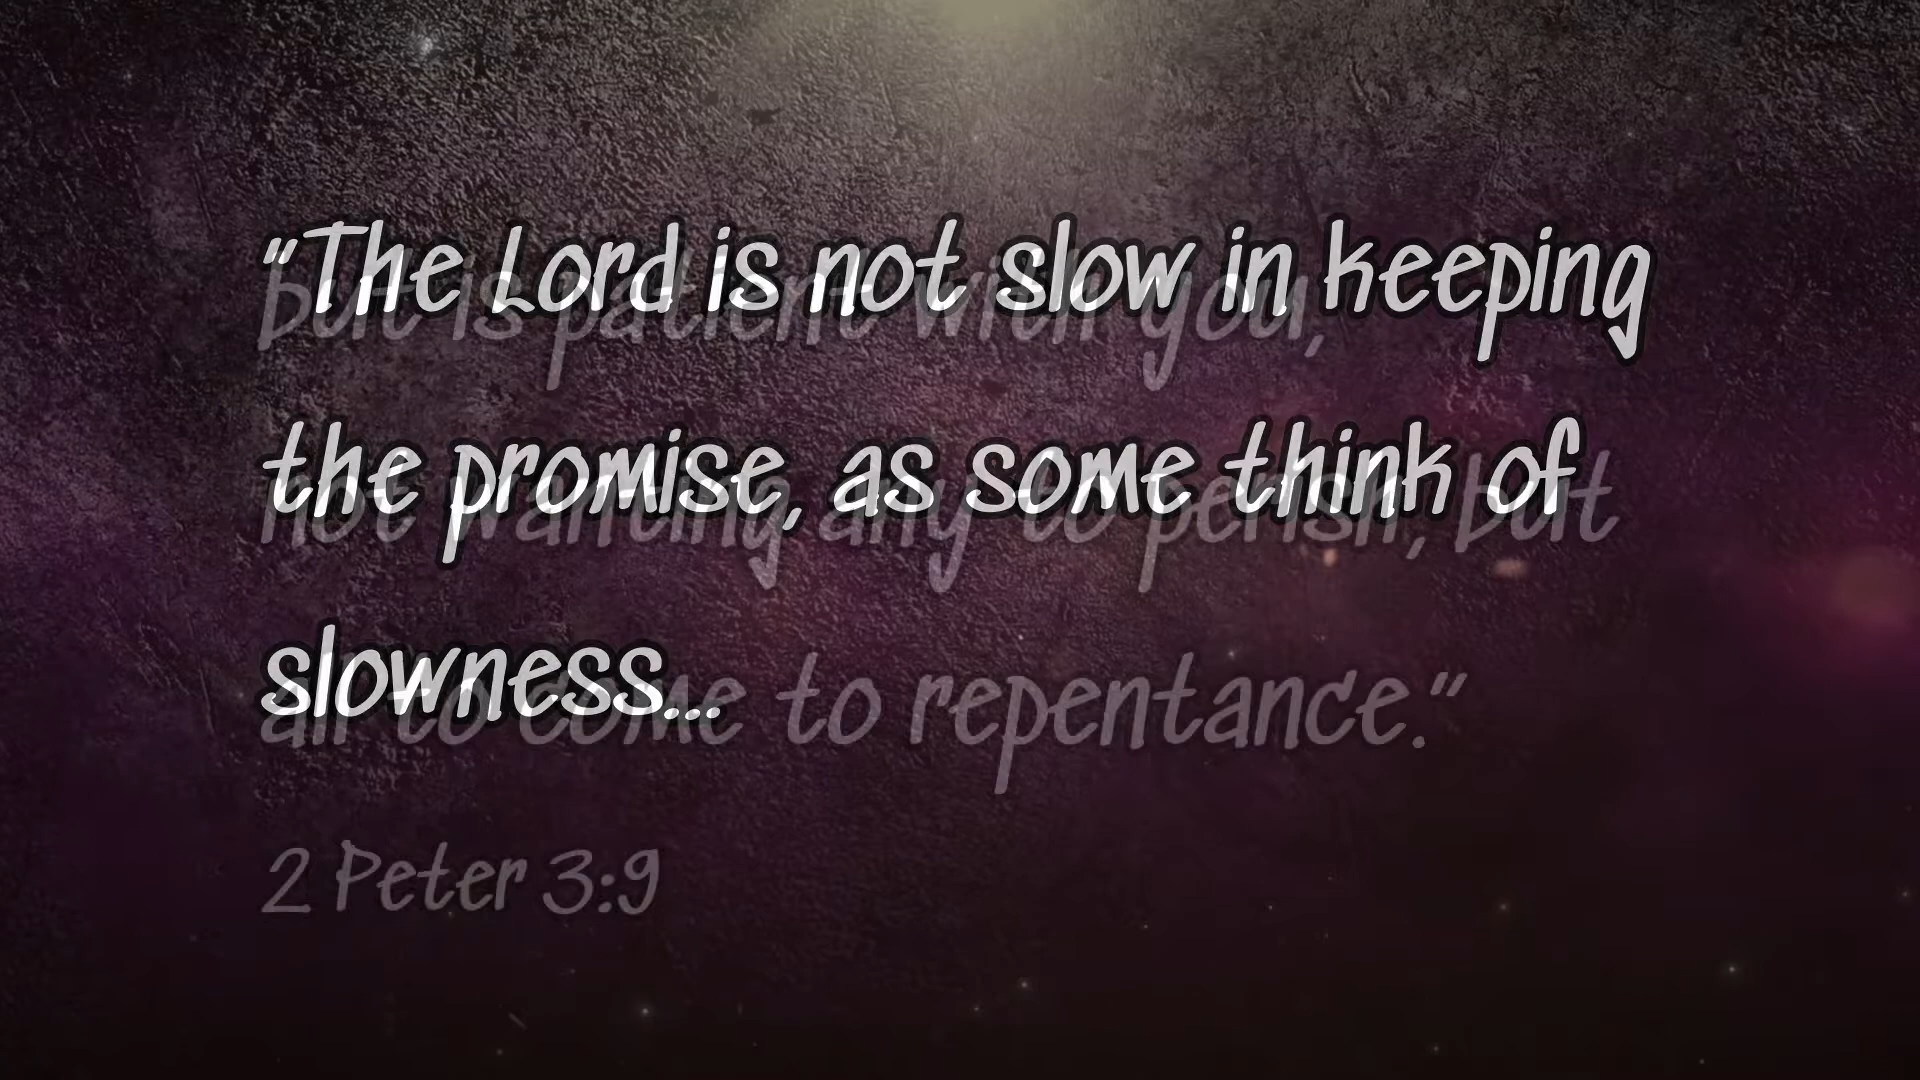 “The Lord is not slow in keeping
the promise, as some think of
slowness...
but is patient with you,
not wanting any to perish, but
all to come to repentance.”
2 Peter 3:9